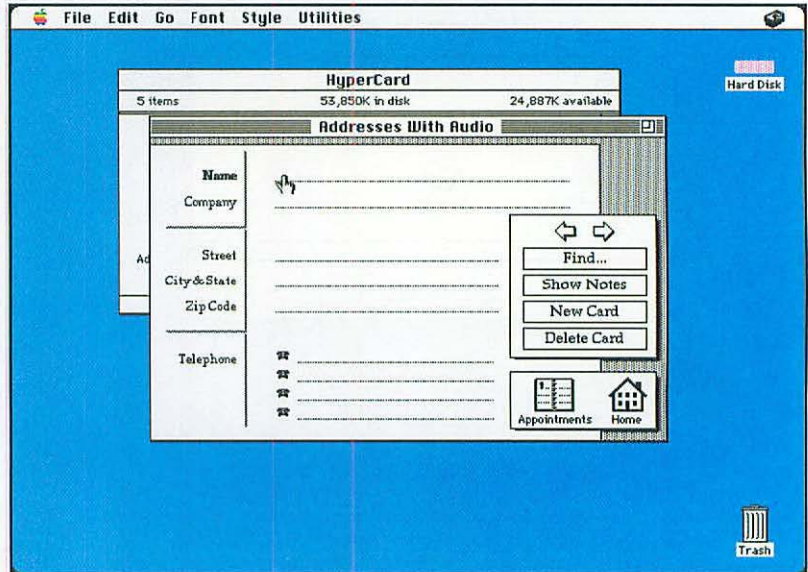 File Edit Go Font Style Utilities
Hard Disk
HyperCard
5 items 53,850K in disk 24,887K available
Addresses With Audio
Name
Company
Ad
Street
City & State
Zip Code
Telephone
Find...
Show Notes
New Card
Delete Card
Appointments Home
Trash